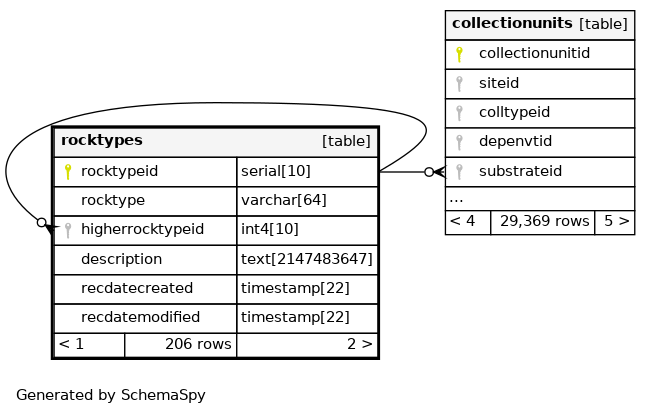 collectionunits [table]
collectionunitid
siteid
colltypeid
depenvtid
substrateid
...
< 4 29,369 rows 5 >
rocktypes [table]
rocktypeid serial[10]
rocktype varchar[64]
higherrocktypeid int4[10]
description text[2147483647]
recdatecreated timestamp[22]
recdatemodified timestamp[22]
< 1 206 rows 2 >
Generated by SchemaSpy